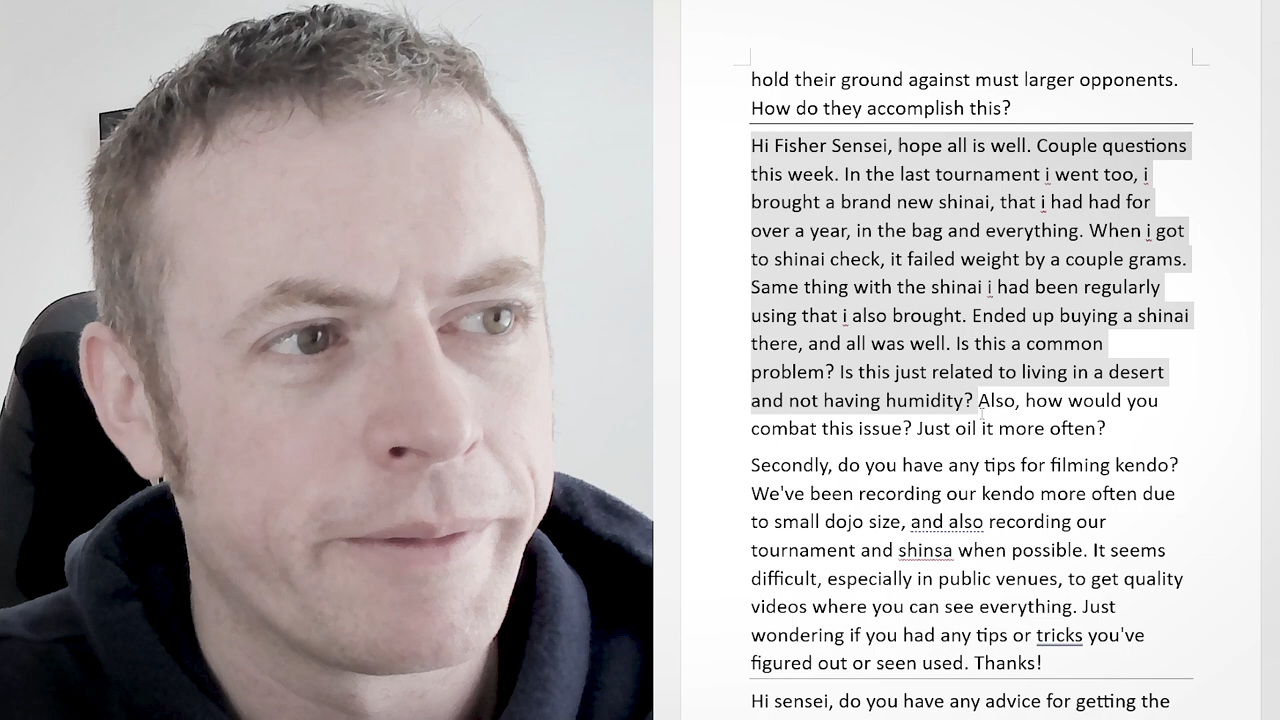 hold their ground against must larger opponents.
How do they accomplish this?
Hi Fisher Sensei, hope all is well. Couple questions
this week. In the last tournament i went too, i
brought a brand new shinai, that i had had for
over a year, in the bag and everything. When i got
to shinai check, it failed weight by a couple grams.
Same thing with the shinai i had been regularly
using that i also brought. Ended up buying a shinai
there, and all was well. Is this a common
problem? Is this just related to living in a desert
and not having humidity? Also, how would you
combat this issue? Just oil it more often?
Secondly, do you have any tips for filming kendo?
We've been recording our kendo more often due
to small dojo size, and also recording our
tournament and shinsa when possible. It seems
difficult, especially in public venues, to get quality
videos where you can see everything. Just
wondering if you had any tips or tricks you've
figured out or seen used. Thanks!
Hi sensei, do you have any advice for getting the